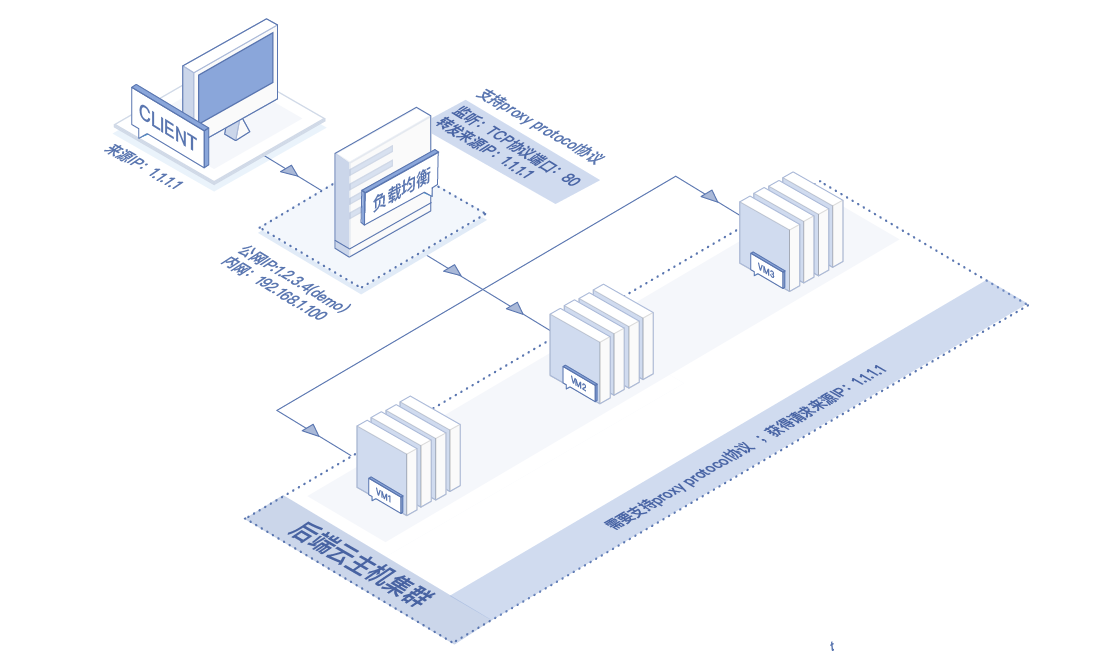 CLIENT
来源IP：1.1.1.1
支持proxy protocol协议
监听：TCP协议端口：80
转发来源IP：1.1.1.1
负载均衡
公网IP:1.2.3.4(demo)
内网：192.168.1.100
VM3
VM2
VM1
需要支持proxy protocol协议 ；获得请求来源IP：1.1.1.1
后端云主机集群
t